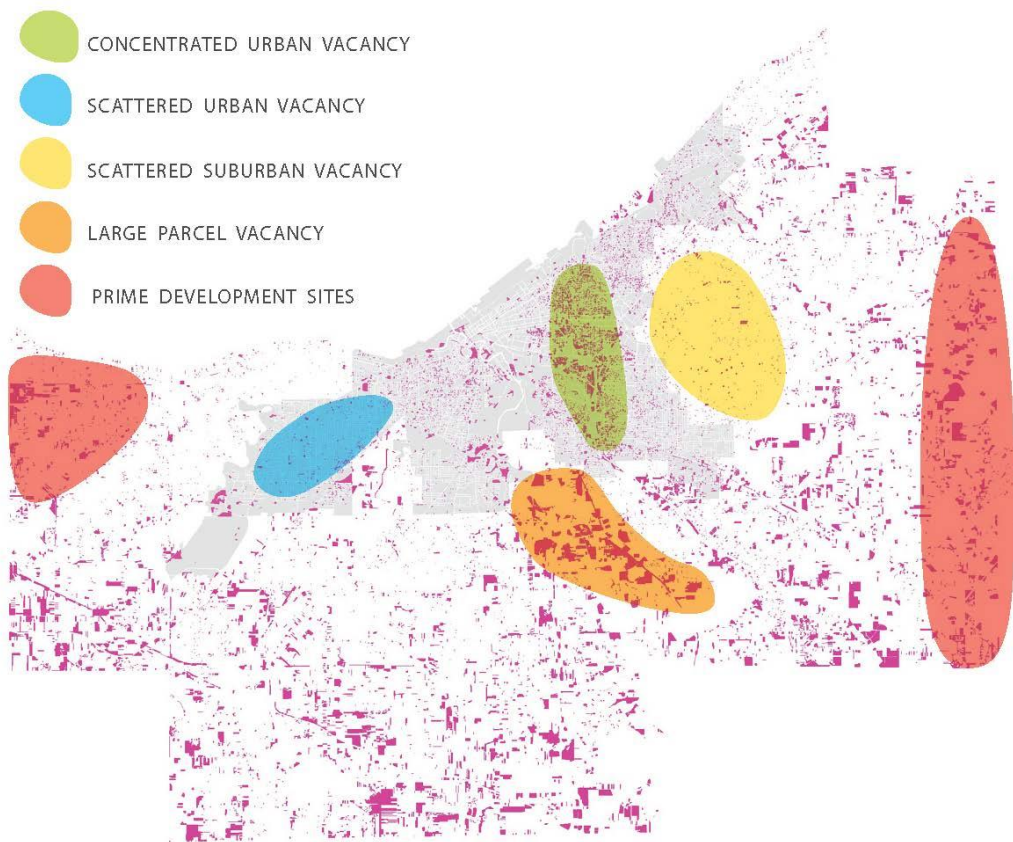 CONCENTRATED URBAN VACANCY
SCATTERED URBAN VACANCY
SCATTERED SUBURBAN VACANCY
LARGE PARCEL VACANCY
PRIME DEVELOPMENT SITES